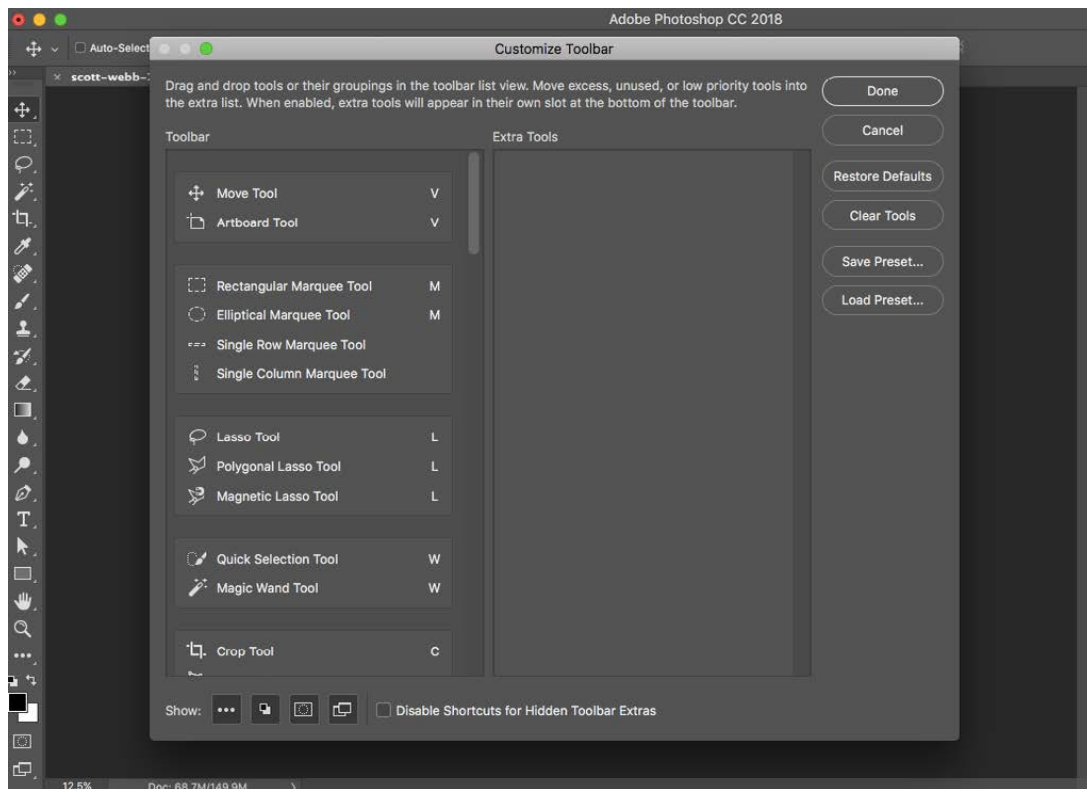 Adobe Photoshop CC 2018
Auto-Select
Customize Toolbar
scott-webb-
Drag and drop tools or their groupings in the toolbar list view. Move excess, unused, or low priority tools into
the extra list. When enabled, extra tools will appear in their own slot at the bottom of the toolbar.
Done
Cancel
Restore Defaults
Clear Tools
Save Preset...
Load Preset...
Toolbar
Extra Tools
Move Tool V
Artboard Tool V
Rectangular Marquee Tool M
Elliptical Marquee Tool M
Single Row Marquee Tool
Single Column Marquee Tool
Lasso Tool L
Polygonal Lasso Tool L
Magnetic Lasso Tool L
Quick Selection Tool W
Magic Wand Tool W
Crop Tool C
Show:
Disable Shortcuts for Hidden Toolbar Extras
12.5% Doc: 68.7M/149.9M